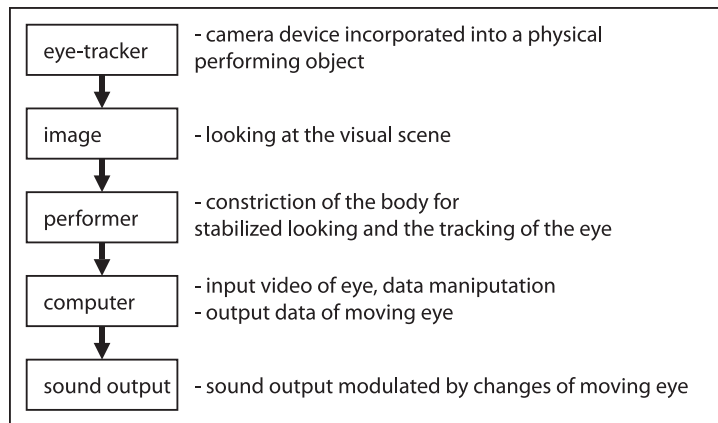 eye-tracker
- camera device incorporated into a physical
performing object
image
- looking at the visual scene
performer
- constriction of the body for
stabilized looking and the tracking of the eye
computer
- input video of eye, data maniputation
- output data of moving eye
sound output
- sound output modulated by changes of moving eye